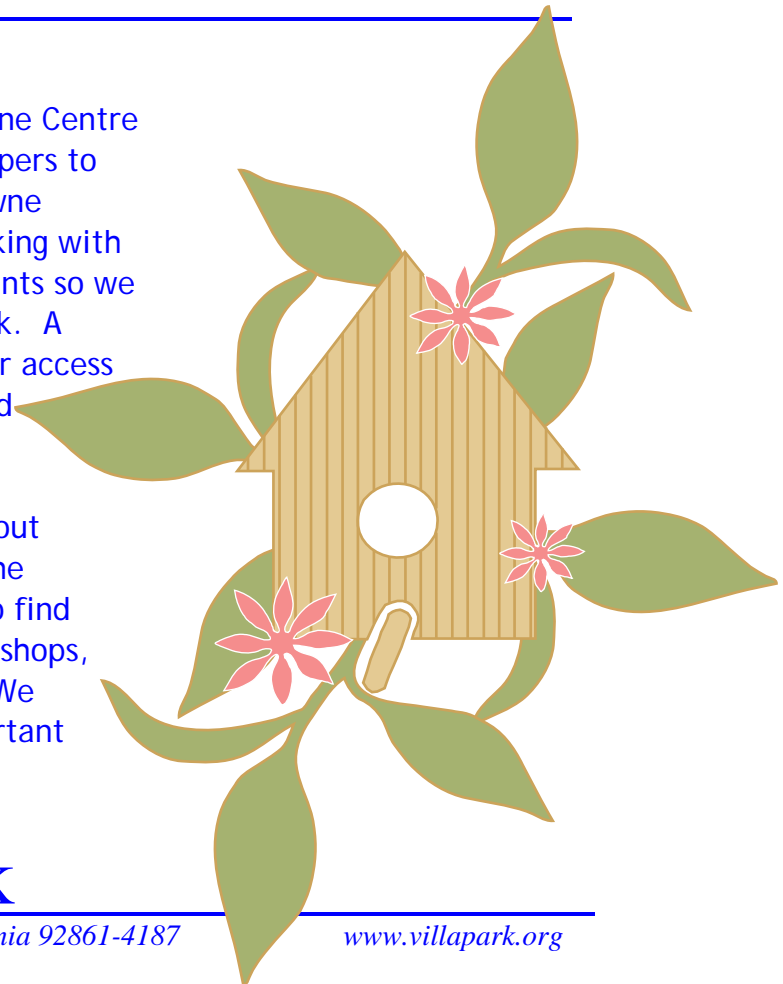 ne Centre
pers to
wne
king with
nts so we
k. A
r access
d
out
he
o find
shops,
We
rtant
K
nia 92861-4187 www.villapark.org